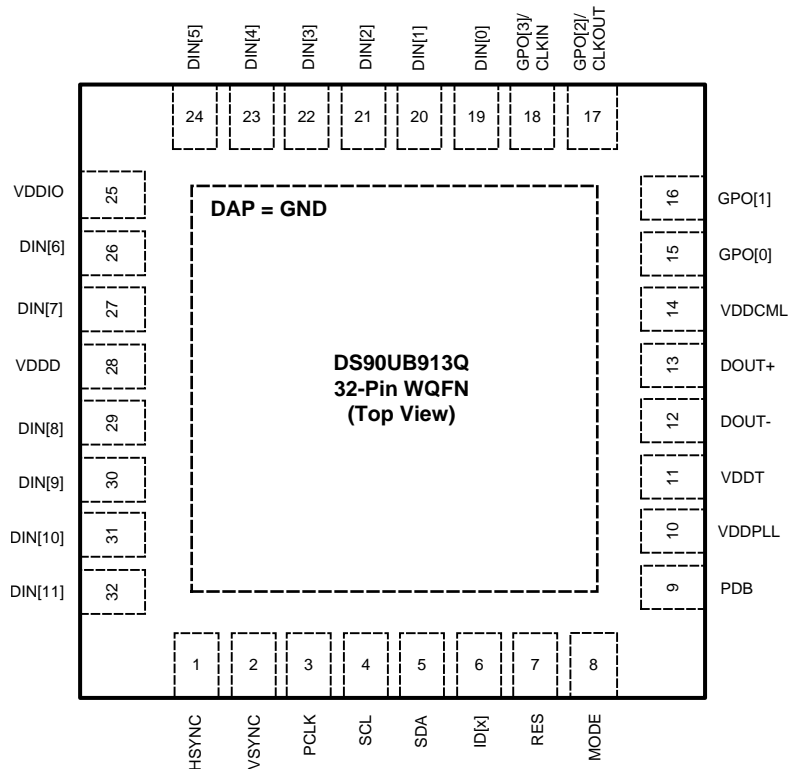 DIN[5]
DIN[4]
DIN[3]
DIN[2]
DIN[1]
DIN[0]
GPO[3]/
CLKIN
GPO[2]/
CLKOUT
24
23
22
21
20
19
18
17
VDDIO
25
DIN[6]
26
DIN[7]
27
VDDD
28
DIN[8]
29
DIN[9]
30
DIN[10]
31
DIN[11]
32
DAP = GND
DS90UB913Q
32-Pin WQFN
(Top View)
16
GPO[1]
15
GPO[0]
14
VDDCML
13
DOUT+
12
DOUT-
11
VDDT
10
VDDPLL
9
PDB
1
2
3
4
5
6
7
8
HSYNC
VSYNC
PCLK
SCL
SDA
ID[x]
RES
MODE